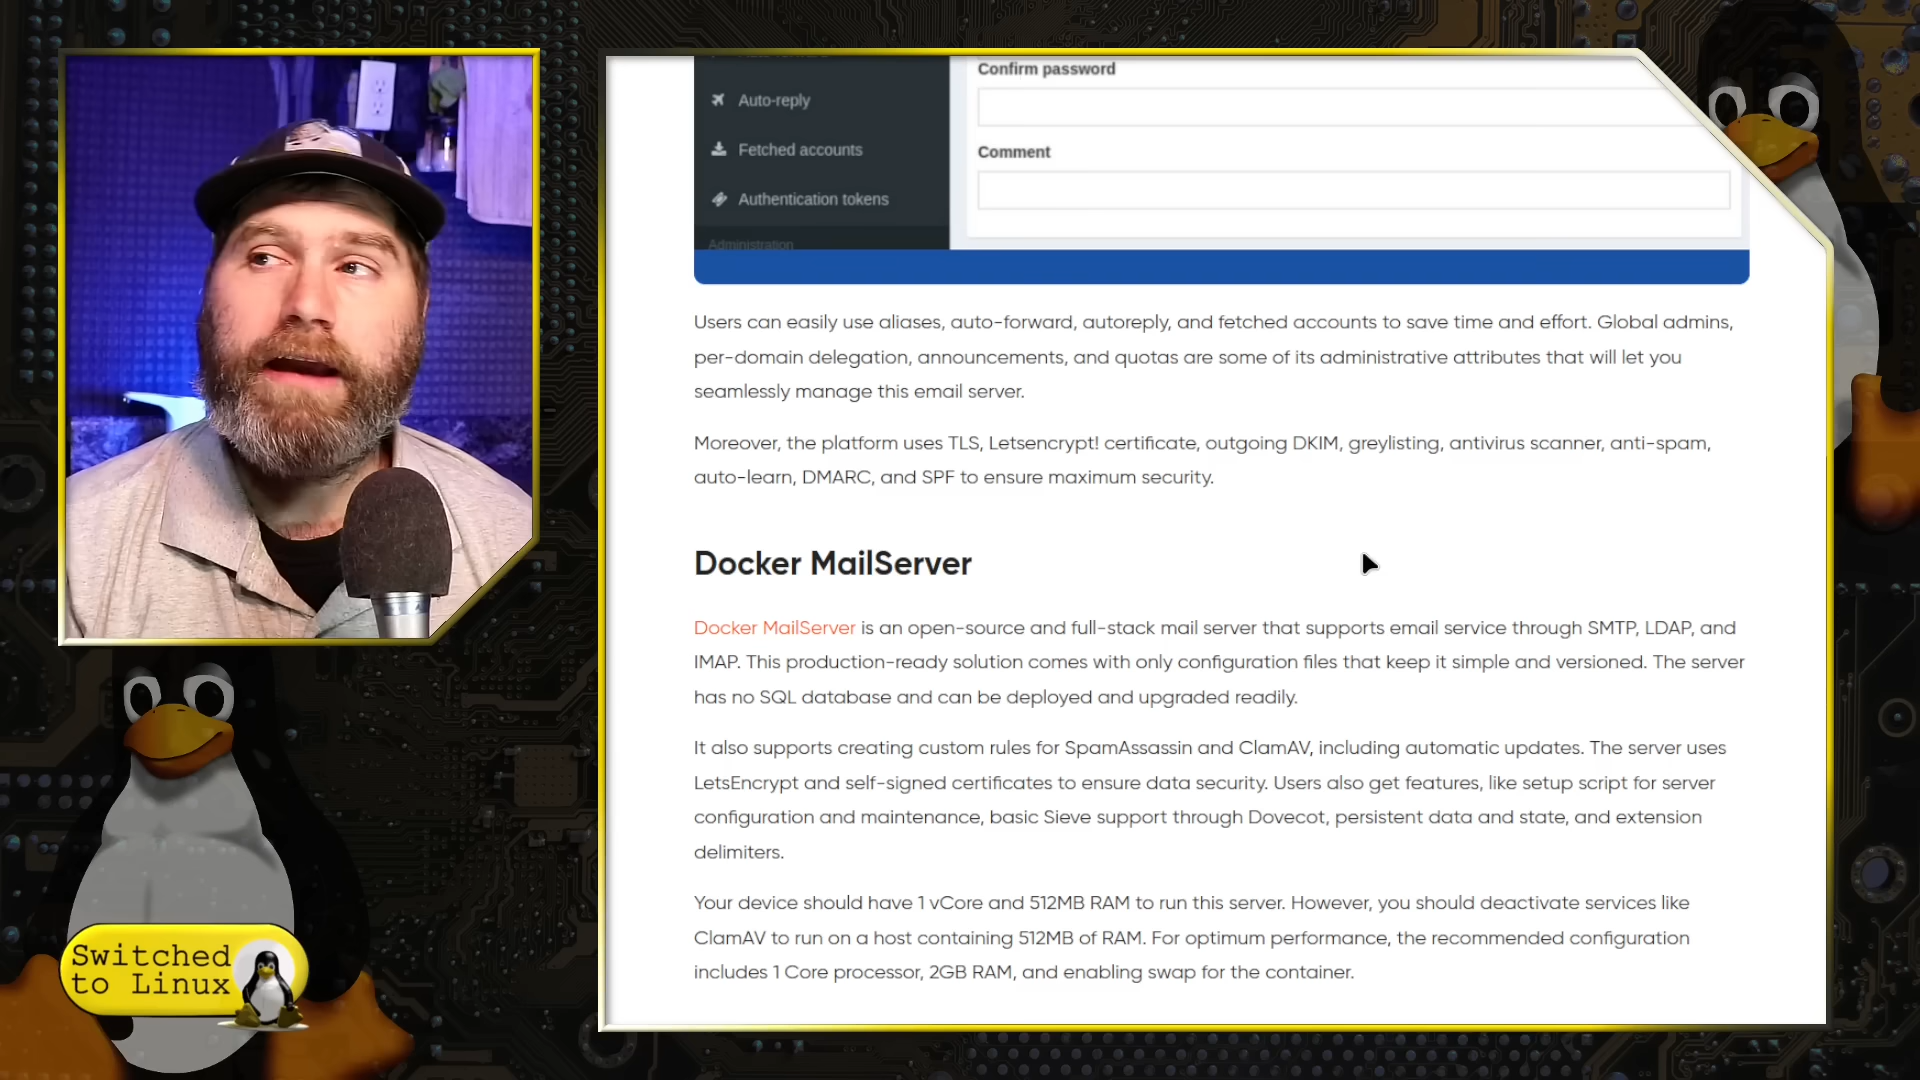 Confirm password
Auto-reply
Fetched accounts
Comment
Authentication tokens
Administration
Users can easily use aliases, auto-forward, autoreply, and fetched accounts to save time and effort. Global admins,
per-domain delegation, announcements, and quotas are some of its administrative attributes that will let you
seamlessly manage this email server.
Moreover, the platform uses TLS, Letsencrypt! certificate, outgoing DKIM, greylisting, antivirus scanner, anti-spam,
auto-learn, DMARC, and SPF to ensure maximum security.
Docker MailServer
Docker MailServer is an open-source and full-stack mail server that supports email service through SMTP, LDAP, and
IMAP. This production-ready solution comes with only configuration files that keep it simple and versioned. The server
has no SQL database and can be deployed and upgraded readily.
It also supports creating custom rules for SpamAssassin and ClamAV, including automatic updates. The server uses
LetsEncrypt and self-signed certificates to ensure data security. Users also get features, like setup script for server
configuration and maintenance, basic Sieve support through Dovecot, persistent data and state, and extension
delimiters.
Your device should have 1 vCore and 512MB RAM to run this server. However, you should deactivate services like
ClamAV to run on a host containing 512MB of RAM. For optimum performance, the recommended configuration
includes 1 Core processor, 2GB RAM, and enabling swap for the container.
Switched
to Linux